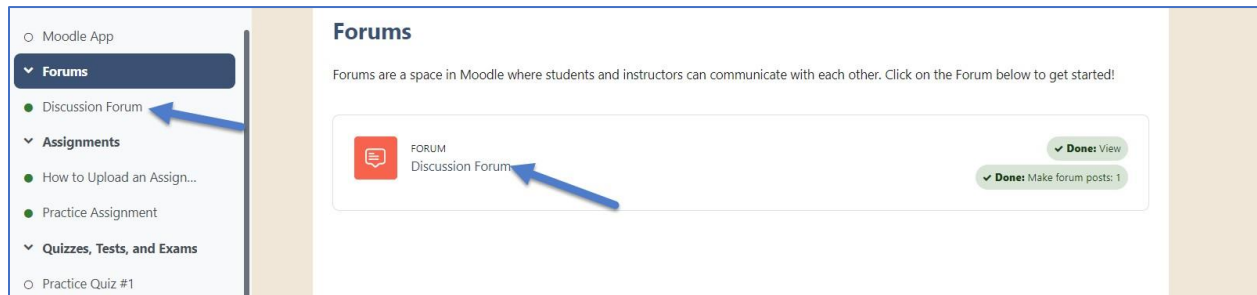 Moodle App
Forums
Discussion Forum
Assignments
How to Upload an Assign...
Practice Assignment
Quizzes, Tests, and Exams
Practice Quiz #1
Forums
Forums are a space in Moodle where students and instructors can communicate with each other. Click on the Forum below to get started!
FORUM
Discussion Forum
Done: View
Done: Make forum posts: 1